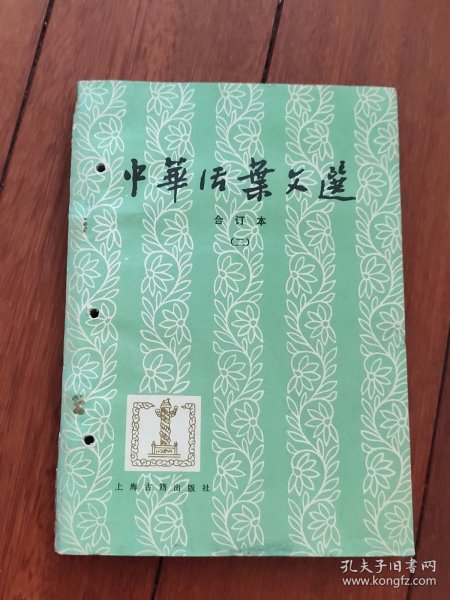 中華活葉文選
合订本
(二)
上海古籍出版社
孔夫子旧书网
www.kongfz.com